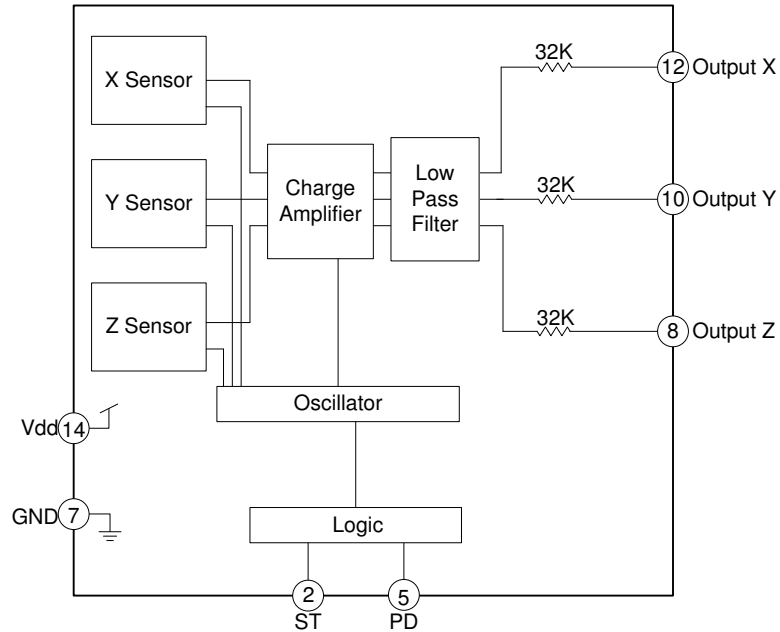 X Sensor
32K
12
Output X
Y Sensor
Charge
Amplifier
Low
Pass
Filter
32K
10
Output Y
Z Sensor
32K
8
Output Z
Oscillator
Vdd
14
GND
7
Logic
2
ST
5
PD